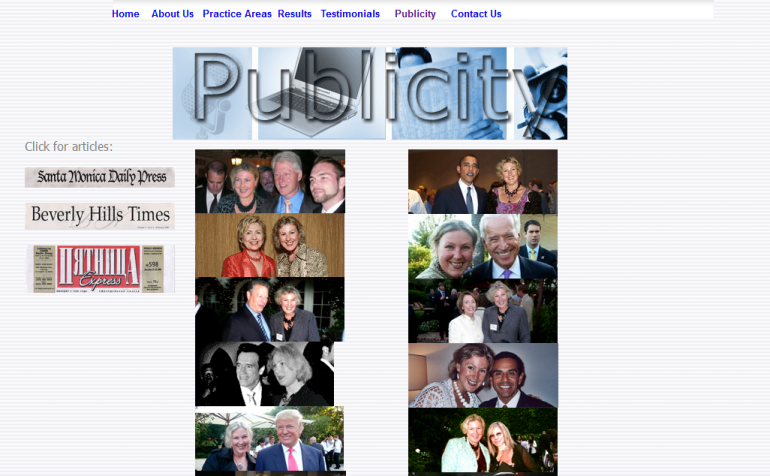 Home About Us Practice Areas Results Testimonials Publicity Contact Us
Publicity
Click for articles:
Santa Monica Daily Press
Beverly Hills Times
ПЯТНИЦА
Express
№598